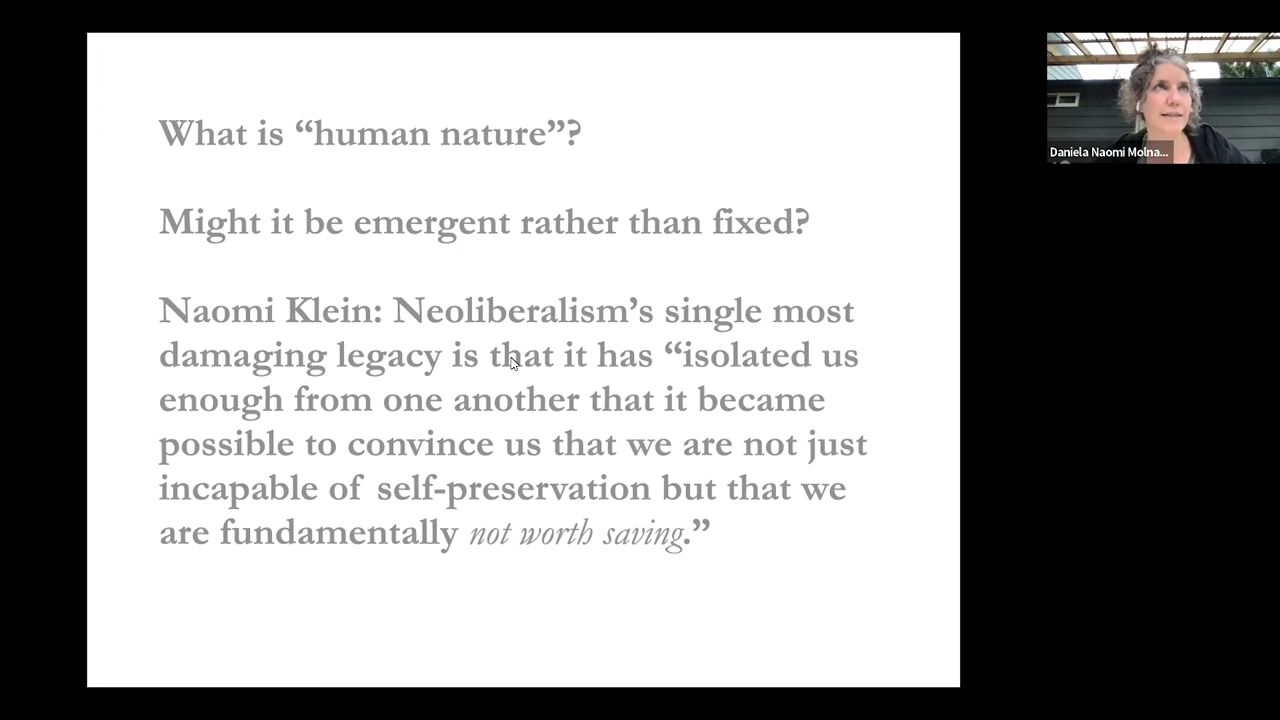 What is “human nature”?
Might it be emergent rather than fixed?
Naomi Klein: Neoliberalism’s single most
damaging legacy is that it has “isolated us
enough from one another that it became
possible to convince us that we are not just
incapable of self-preservation but that we
are fundamentally not worth saving.”
Daniela Naomi Molna...